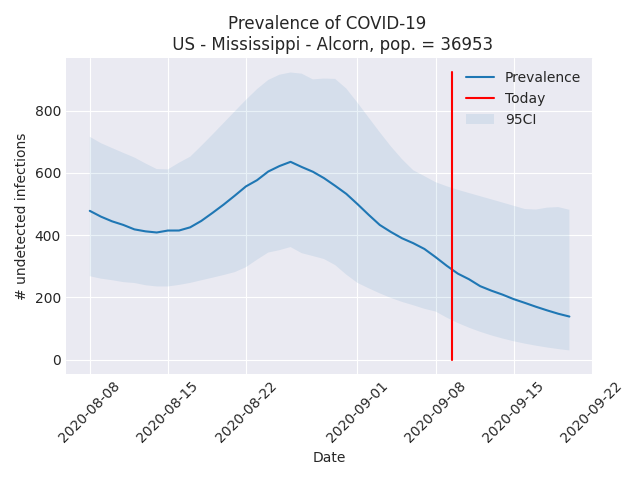 Prevalence of COVID-19
US - Mississippi - Alcorn, pop. = 36953
Prevalence
Today
95CI
# undetected infections
800
600
400
200
0
2020-08-08
2020-08-15
2020-08-22
2020-09-01
2020-09-08
2020-09-15
2020-09-22
Date